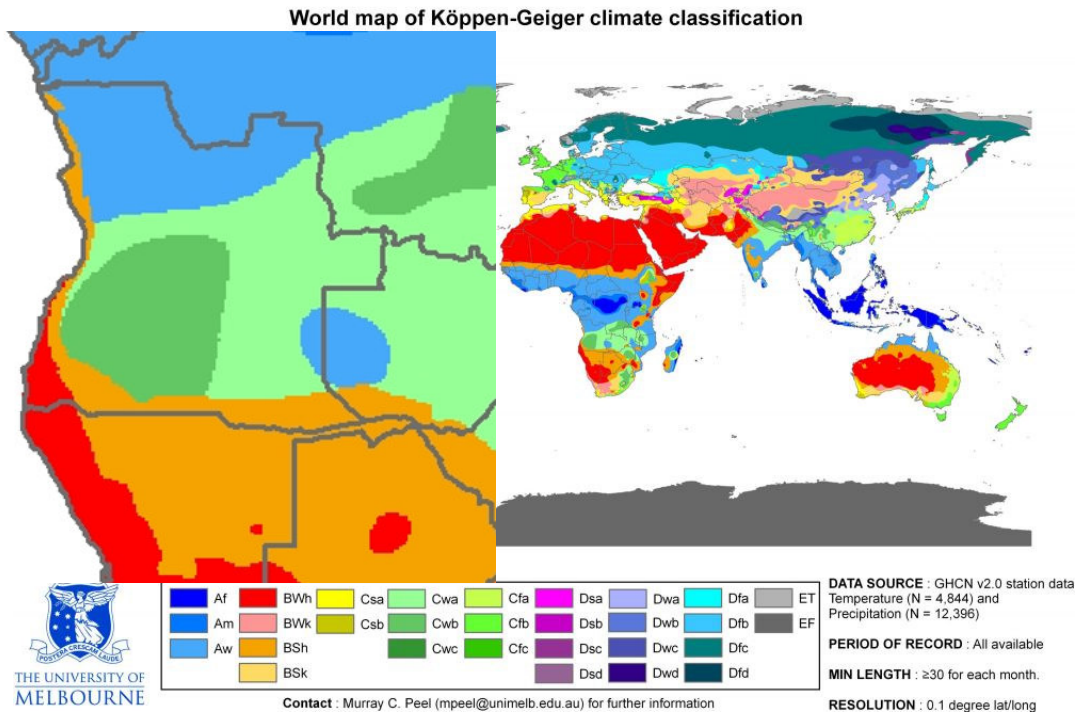 World map of Köppen-Geiger climate classification
POSTERA CRESCAM LAUDE
THE UNIVERSITY OF
MELBOURNE
Af
Am
Aw
BWh
BWk
BSh
BSk
Csa
Csb
Cwa
Cwb
Cwc
Cfa
Cfb
Cfc
Dsa
Dsb
Dsc
Dsd
Dwa
Dwb
Dwc
Dwd
Dfa
Dfb
Dfc
Dfd
ET
EF
Contact : Murray C. Peel (mpeel@unimelb.edu.au) for further information
DATA SOURCE : GHCN v2.0 station data
Temperature (N = 4,844) and
Precipitation (N = 12,396)
PERIOD OF RECORD : All available
MIN LENGTH : ≥30 for each month.
RESOLUTION : 0.1 degree lat/long